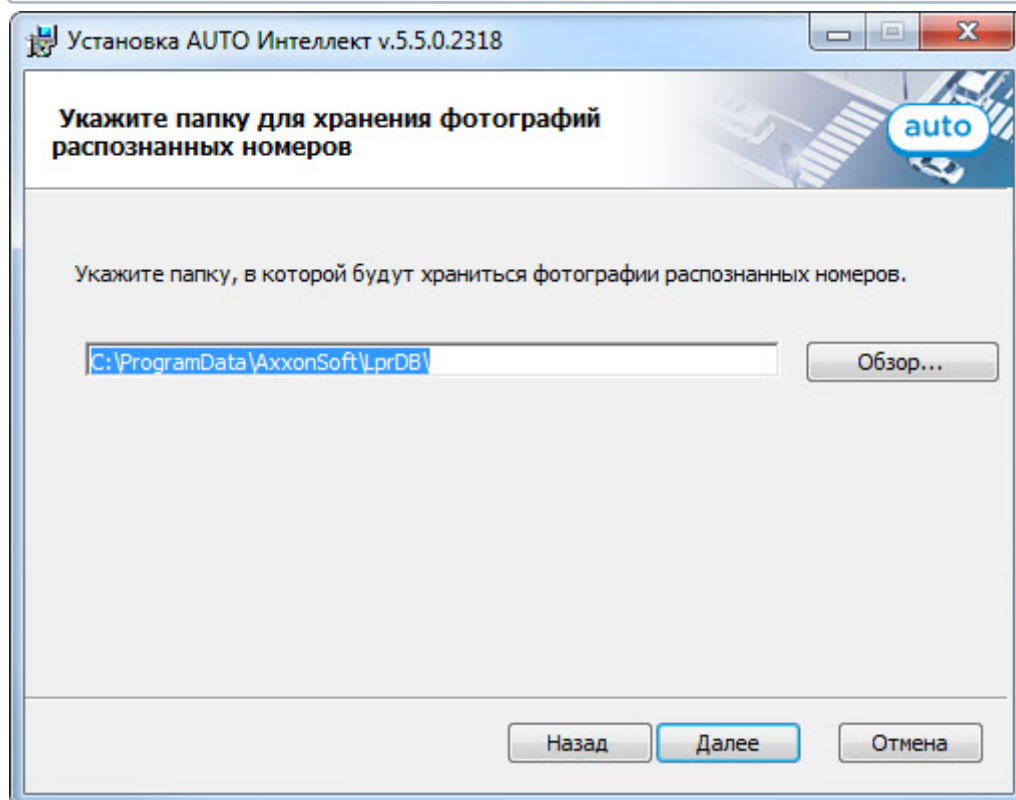 Установка AUTO Интеллект v.5.5.0.2318
Укажите папку для хранения фотографий
распознанных номеров
auto
Укажите папку, в которой будут храниться фотографии распознанных номеров.
C:\ProgramData\AxxonSoft\LprDB\
Обзор...
Назад
Далее
Отмена